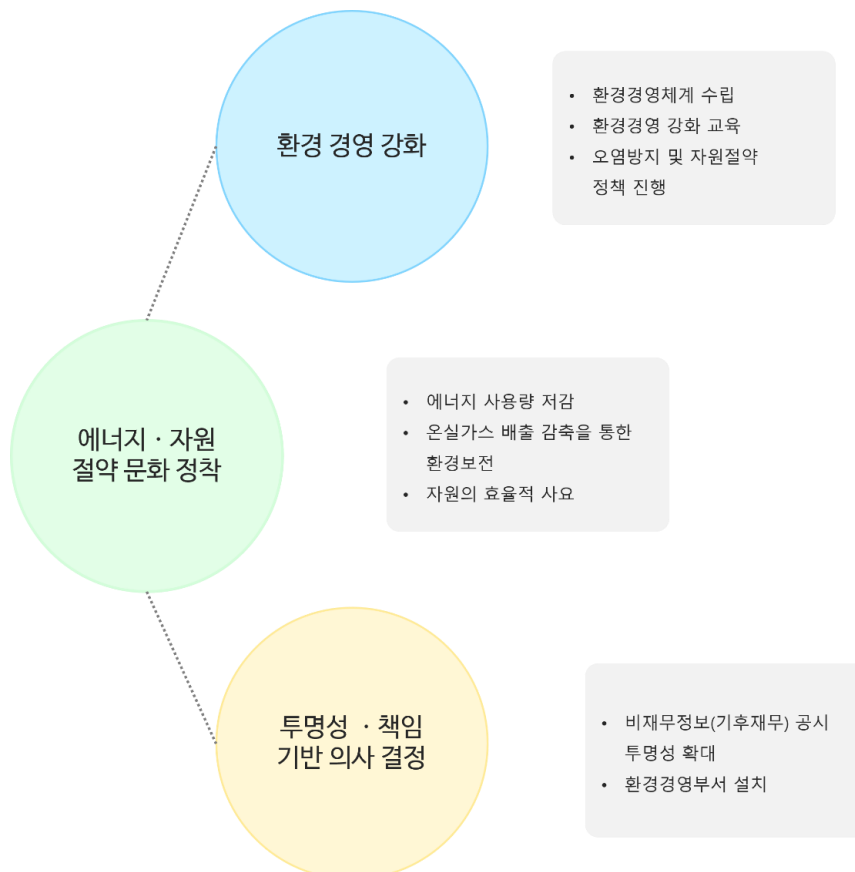 환경 경영 강화
• 환경경영체계 수립
• 환경경영 강화 교육
• 오염방지 및 자원절약
정책 진행
에너지 · 자원
절약 문화 정착
• 에너지 사용량 저감
• 온실가스 배출 감축을 통한
환경보전
• 자원의 효율적 사요
투명성 · 책임
기반 의사 결정
• 비재무정보(기후재무) 공시
투명성 확대
• 환경경영부서 설치